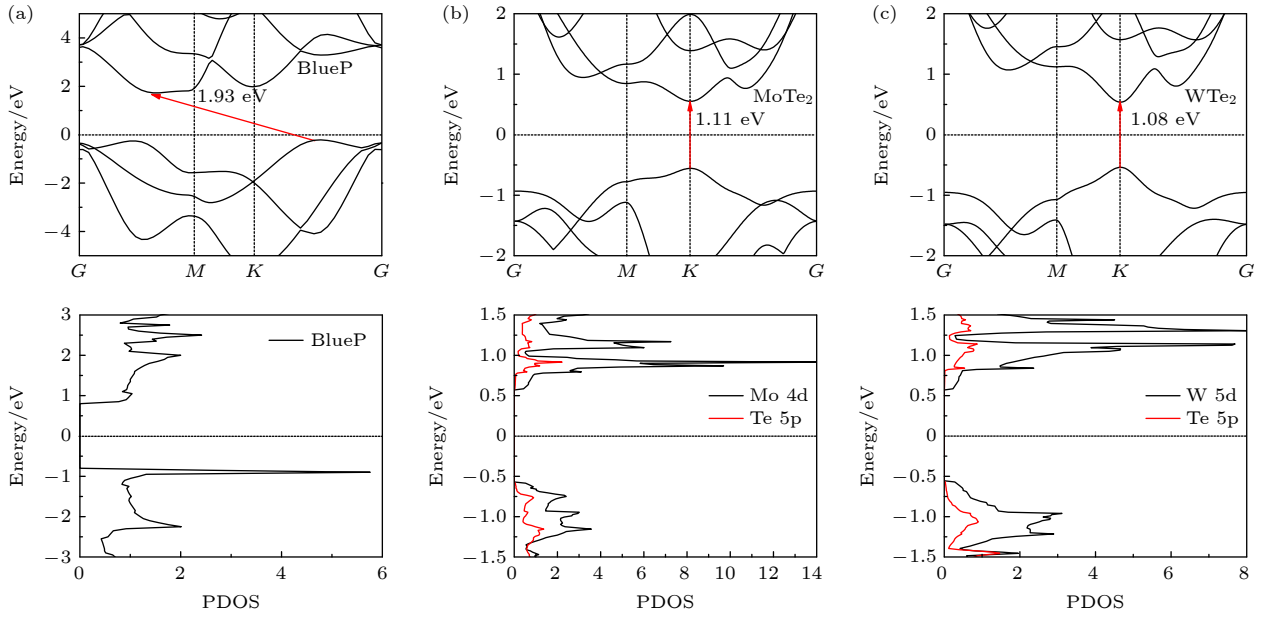 (a)
Energy/eV
4
2
0
−2
−4
BlueP
1.93 eV
G
M
K
G
(b)
Energy/eV
2
1
0
−1
−2
MoTe₂
1.11 eV
G
M
K
G
(c)
Energy/eV
2
1
0
−1
−2
WTe₂
1.08 eV
G
M
K
G
Energy/eV
3
2
1
0
−1
−2
−3
BlueP
0
2
4
6
PDOS
Energy/eV
1.5
1.0
0.5
0
−0.5
−1.0
−1.5
Mo 4d
Te 5p
0
2
4
6
8
10
12
14
PDOS
Energy/eV
1.5
1.0
0.5
0
−0.5
−1.0
−1.5
W 5d
Te 5p
0
2
4
6
8
PDOS